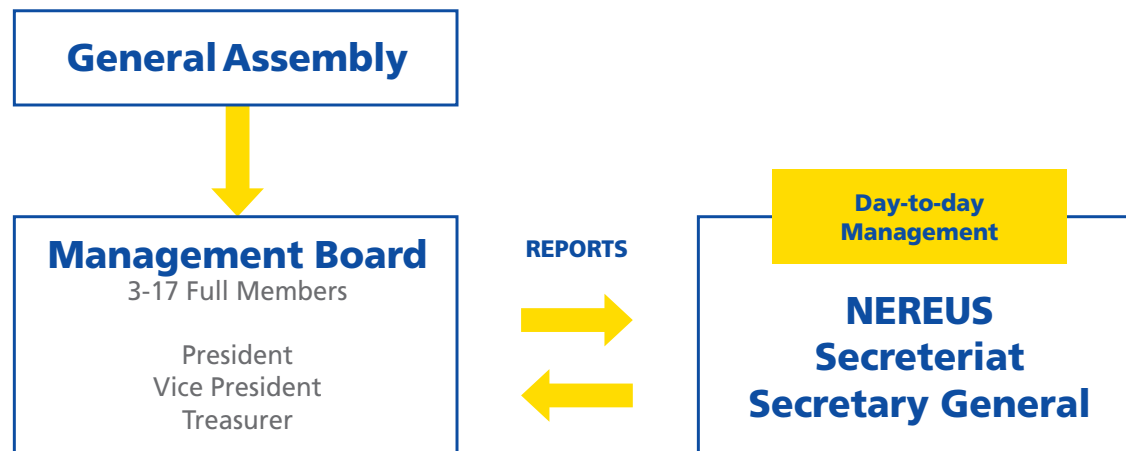 General Assembly
Management Board
3-17 Full Members
President
Vice President
Treasurer
REPORTS
Day-to-day
Management
NEREUS
Secreteriat
Secretary General